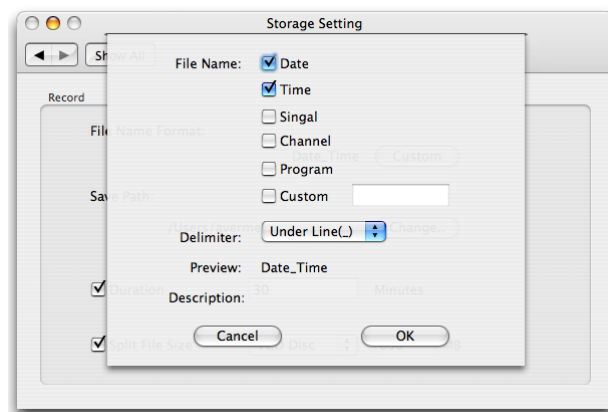 Storage Setting
Show All
Record
File Name: Date
Time
Singal
Channel
Program
Custom
File Name Format:
Date_Time Custom
Save Path:
Change..
Delimiter: Under Line(_)
Preview: Date_Time
Description:
Duration 30 Minutes
Split File Size Disc
Cancel OK